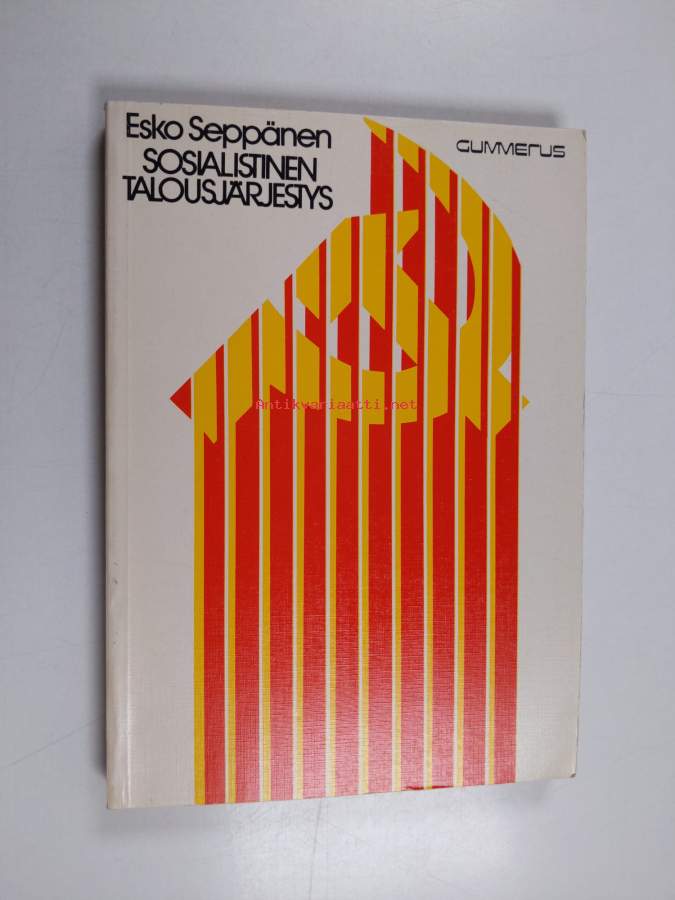 Esko Seppänen
SOSIALISTINEN
TALOUSJÄRJESTYS
GUMMERUS
Antikvariaatti.net